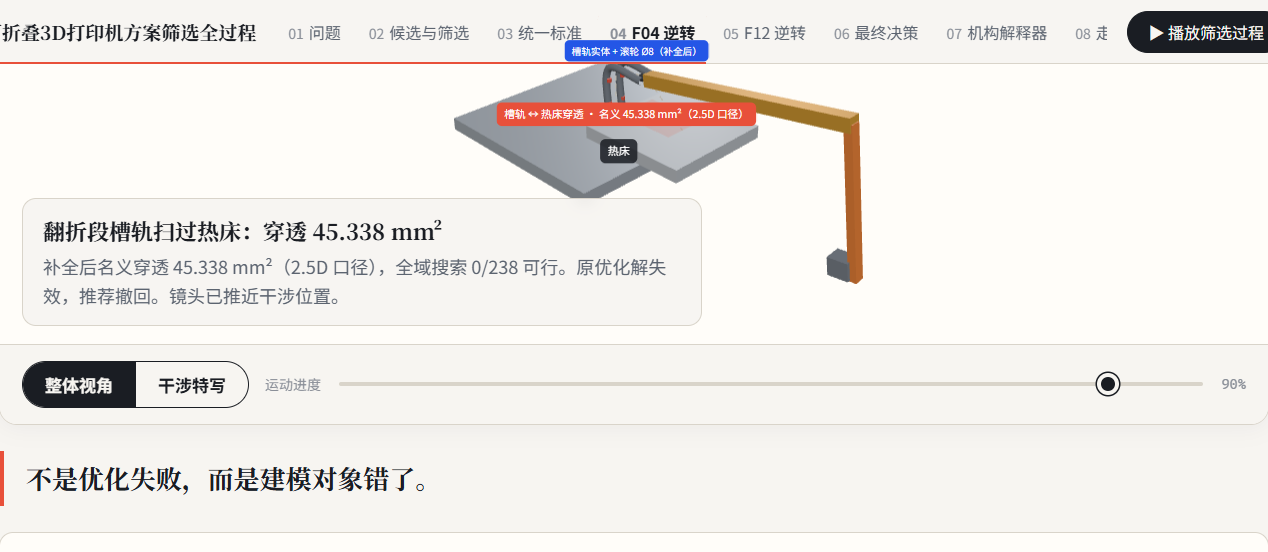 折叠3D打印机方案筛选全过程
01 问题
02 候选与筛选
03 统一标准
04 F04 逆转
05 F12 逆转
06 最终决策
07 机构解释器
08
▶ 播放筛选过程
槽轨实体 + 滚轮 Ø8（补全后）
槽轨 ↔ 热床穿透 · 名义 45.338 mm²（2.5D 口径）
热床
翻折段槽轨扫过热床：穿透 45.338 mm²
补全后名义穿透 45.338 mm²（2.5D 口径），全域搜索 0/238 可行。原优化解失
效，推荐撤回。镜头已推近干涉位置。
整体视角
干涉特写
运动进度
90%
不是优化失败，而是建模对象错了。